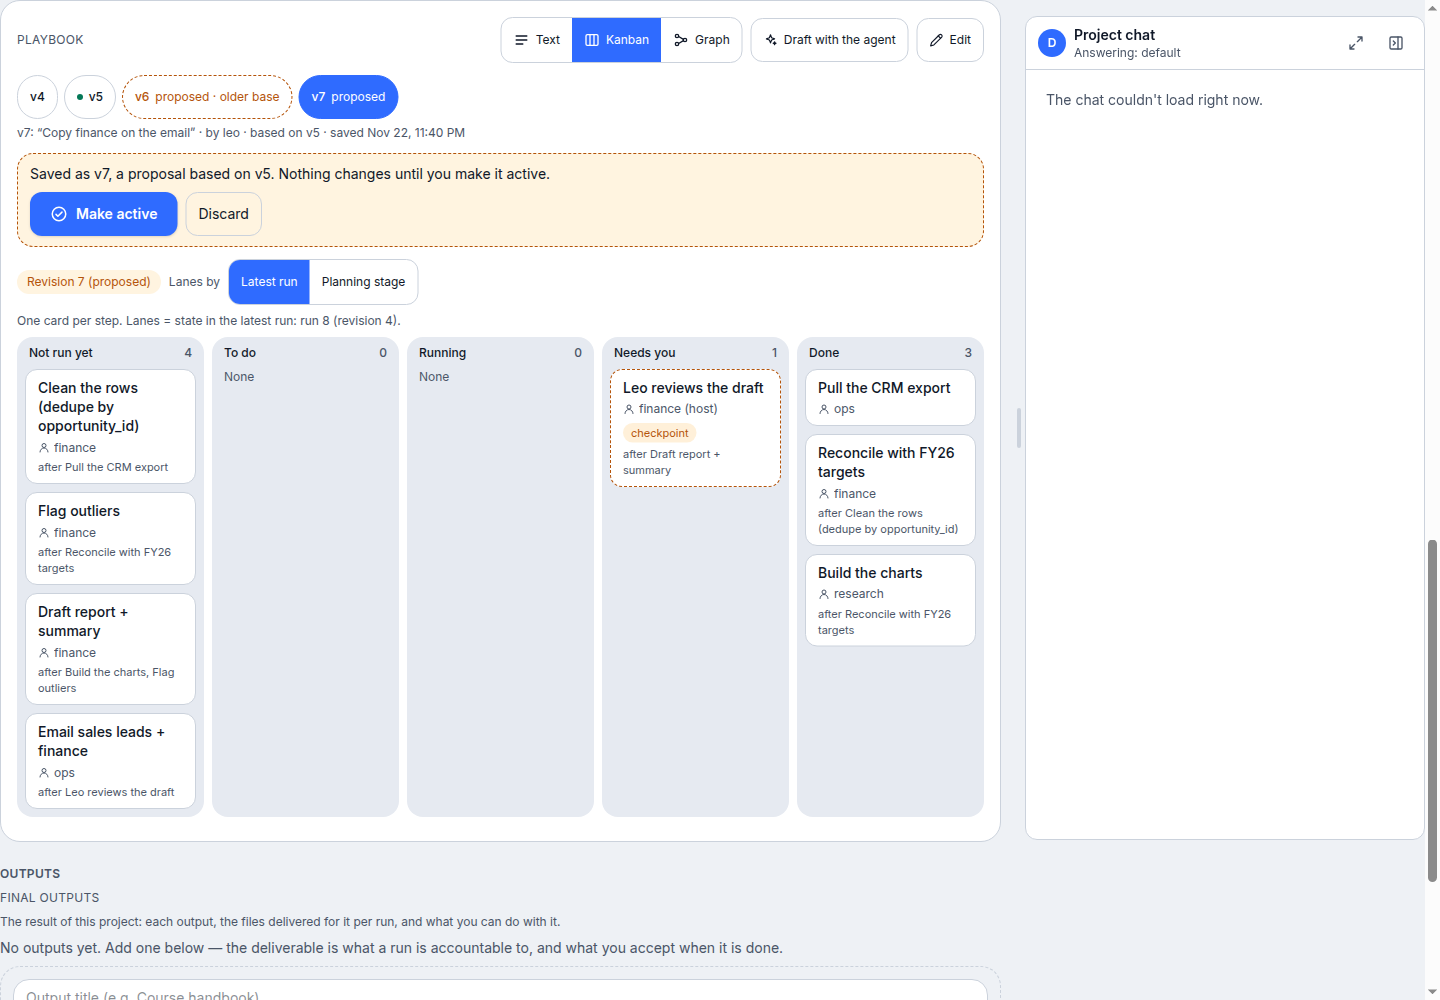 PLAYBOOK
Text
Kanban
Graph
Draft with the agent
Edit
v4
v5
v6 proposed · older base
v7 proposed
v7: “Copy finance on the email” · by leo · based on v5 · saved Nov 22, 11:40 PM
Saved as v7, a proposal based on v5. Nothing changes until you make it active.
Make active
Discard
Revision 7 (proposed)
Lanes by
Latest run
Planning stage
One card per step. Lanes = state in the latest run: run 8 (revision 4).
Not run yet 4
Clean the rows
(dedupe by
opportunity_id)
finance
after Pull the CRM export
Flag outliers
finance
after Reconcile with FY26
targets
Draft report +
summary
finance
after Build the charts, Flag
outliers
Email sales leads +
finance
ops
after Leo reviews the draft
To do 0
None
Running 0
None
Needs you 1
Leo reviews the draft
finance (host)
checkpoint
after Draft report +
summary
Done 3
Pull the CRM export
ops
Reconcile with FY26
targets
finance
after Clean the rows
(dedupe by opportunity_id)
Build the charts
research
after Reconcile with FY26
targets
OUTPUTS
FINAL OUTPUTS
The result of this project: each output, the files delivered for it per run, and what you can do with it.
No outputs yet. Add one below — the deliverable is what a run is accountable to, and what you accept when it is done.
Output title (e.g. Course handbook)
D
Project chat
Answering: default
The chat couldn't load right now.